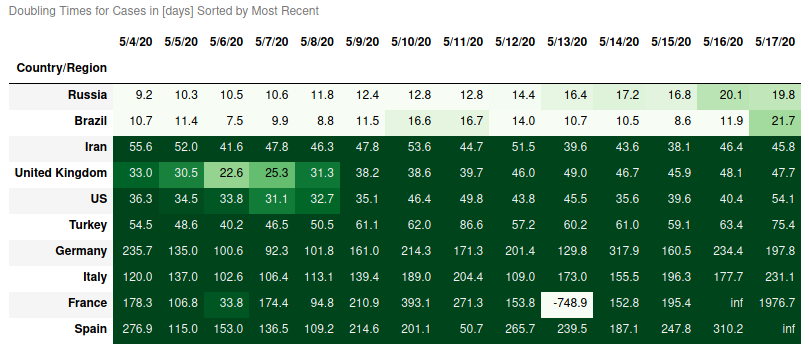 Doubling Times for Cases in [days] Sorted by Most Recent
5/4/20 5/5/20 5/6/20 5/7/20 5/8/20 5/9/20 5/10/20 5/11/20 5/12/20 5/13/20 5/14/20 5/15/20 5/16/20 5/17/20
Country/Region
Russia 9.2 10.3 10.5 10.6 11.8 12.4 12.8 12.8 14.4 16.4 17.2 16.8 20.1 19.8
Brazil 10.7 11.4 7.5 9.9 8.8 11.5 16.6 16.7 14.0 10.7 10.5 8.6 11.9 21.7
Iran 55.6 52.0 41.6 47.8 46.3 47.8 53.6 44.7 51.5 39.6 43.6 38.1 46.4 45.8
United Kingdom 33.0 30.5 22.6 25.3 31.3 38.2 38.6 39.7 46.0 49.0 46.7 45.9 48.1 47.7
US 36.3 34.5 33.8 31.1 32.7 35.1 46.4 49.8 43.8 45.5 35.6 39.6 40.4 54.1
Turkey 54.5 48.6 40.2 46.5 50.5 61.1 62.0 86.6 57.2 60.2 61.0 59.1 63.4 75.4
Germany 235.7 135.0 100.6 92.3 101.8 161.0 214.3 171.3 201.4 129.8 317.9 160.5 234.4 197.8
Italy 120.0 137.0 102.6 106.4 113.1 139.4 189.0 204.4 109.0 173.0 155.5 196.3 177.7 231.1
France 178.3 106.8 33.8 174.4 94.8 210.9 393.1 271.3 153.8 -748.9 152.8 195.4 inf 1976.7
Spain 276.9 115.0 153.0 136.5 109.2 214.6 201.1 50.7 265.7 239.5 187.1 247.8 310.2 inf